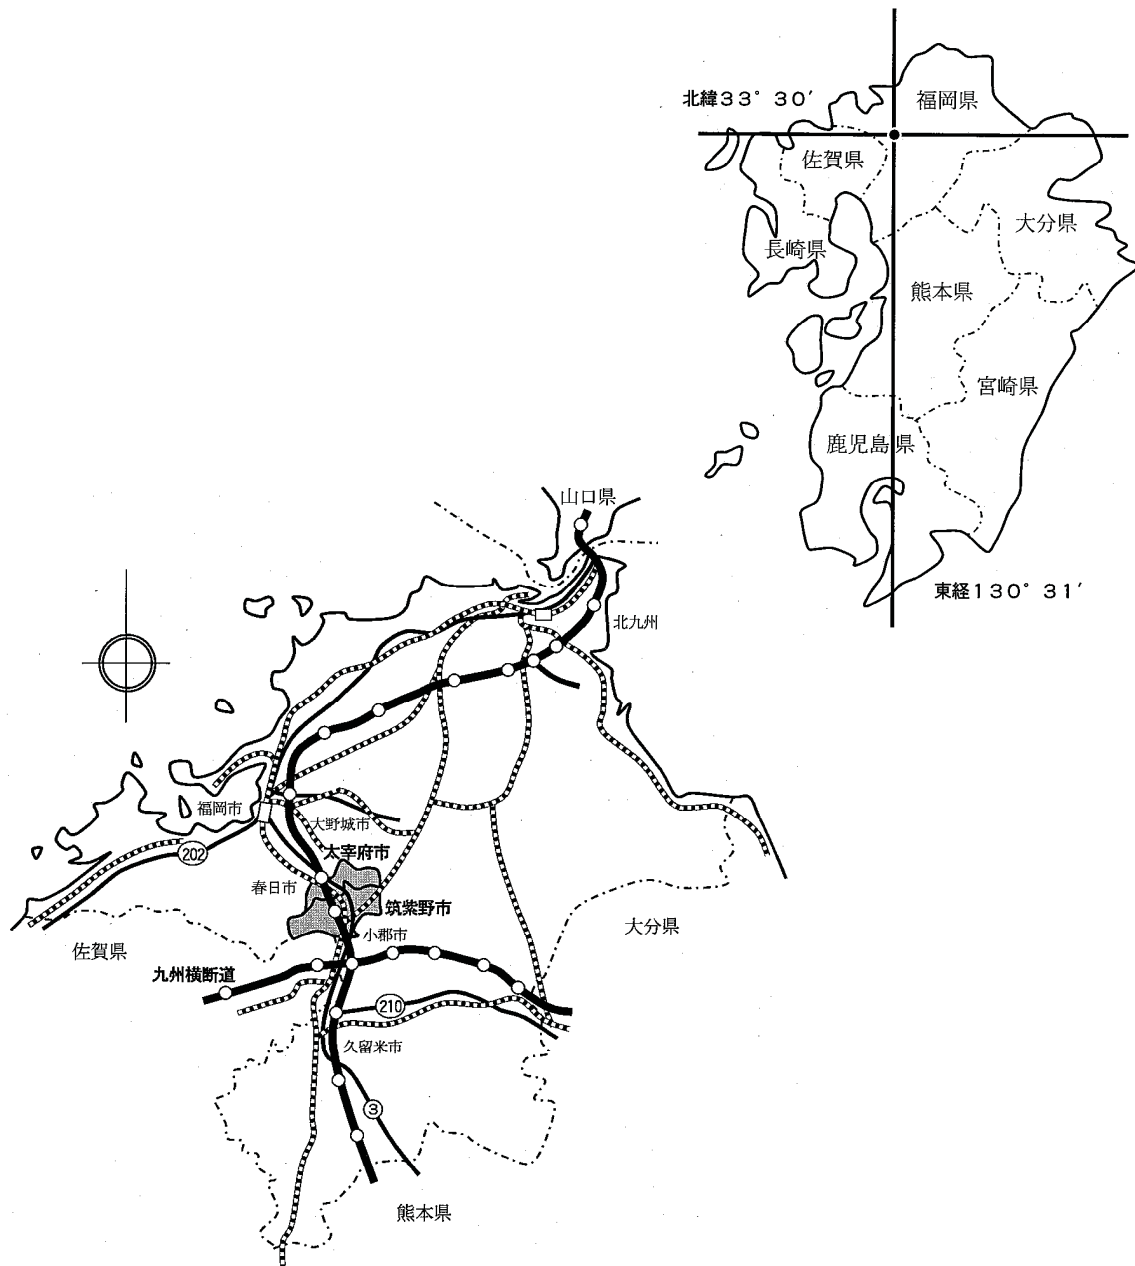 北緯33°30′
福岡県
佐賀県
大分県
長崎県
熊本県
宮崎県
鹿児島県
東経130°31′
山口県
北九州
福岡市
大野城市
202
太宰府市
春日市
筑紫野市
小郡市
大分県
佐賀県
九州横断道
210
久留米市
3
熊本県